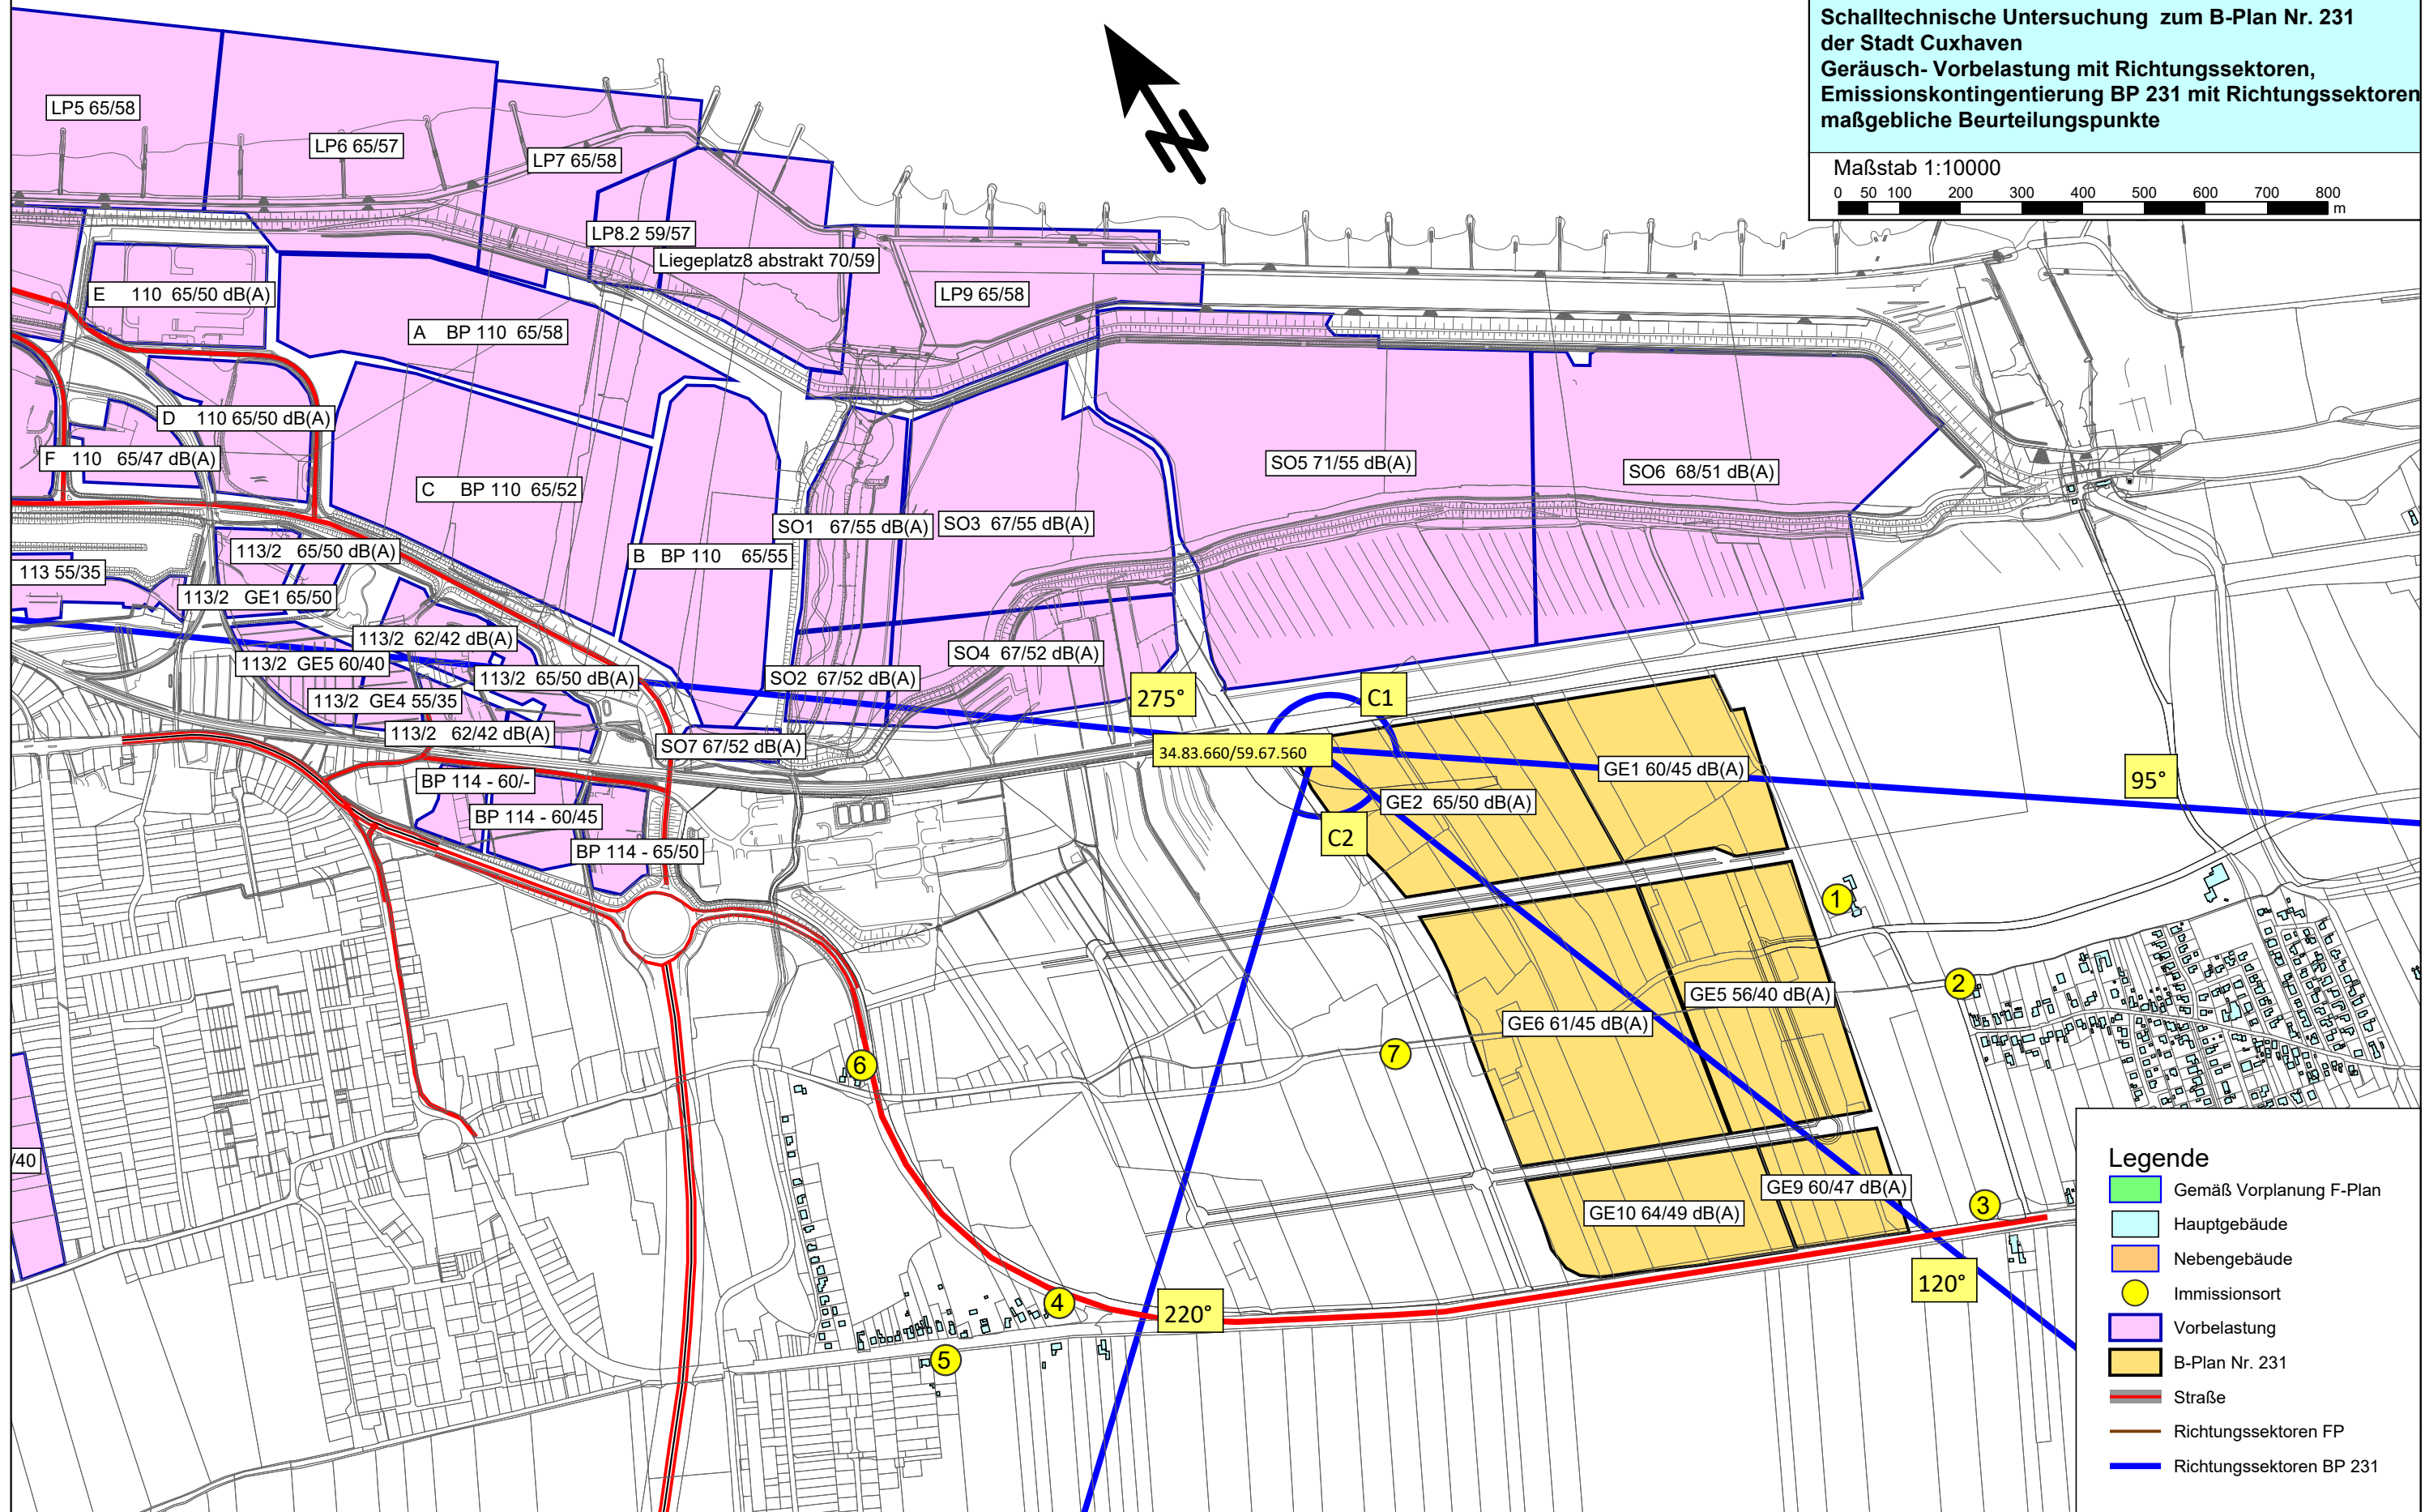 Schalltechnische Untersuchung zum B-Plan Nr. 231
der Stadt Cuxhaven
Geräusch- Vorbelastung mit Richtungssektoren,
Emissionskontingentierung BP 231 mit Richtungssektoren
maßgebliche Beurteilungspunkte
Maßstab 1:10000
0 50 100 200 300 400 500 600 700 800
m
N
LP5 65/58
LP6 65/57
LP7 65/58
LP8.2 59/57
Liegeplatz8 abstrakt 70/59
LP9 65/58
E 110 65/50 dB(A)
A BP 110 65/58
D 110 65/50 dB(A)
F 110 65/47 dB(A)
C BP 110 65/52
B BP 110 65/55
SO1 67/55 dB(A)
SO3 67/55 dB(A)
SO5 71/55 dB(A)
SO6 68/51 dB(A)
113/2 65/50 dB(A)
113 55/35
113/2 GE1 65/50
113/2 62/42 dB(A)
113/2 GE5 60/40
113/2 65/50 dB(A)
113/2 GE4 55/35
113/2 62/42 dB(A)
SO2 67/52 dB(A)
SO4 67/52 dB(A)
SO7 67/52 dB(A)
BP 114 - 60/-
BP 114 - 60/45
BP 114 - 65/50
275°
C1
34.83.660/59.67.560
C2
95°
GE1 60/45 dB(A)
GE2 65/50 dB(A)
GE5 56/40 dB(A)
GE6 61/45 dB(A)
GE9 60/47 dB(A)
GE10 64/49 dB(A)
1
2
3
4
5
6
7
220°
120°
/40
Legende
Gemäß Vorplanung F-Plan
Hauptgebäude
Nebengebäude
Immissionsort
Vorbelastung
B-Plan Nr. 231
Straße
Richtungssektoren FP
Richtungssektoren BP 231